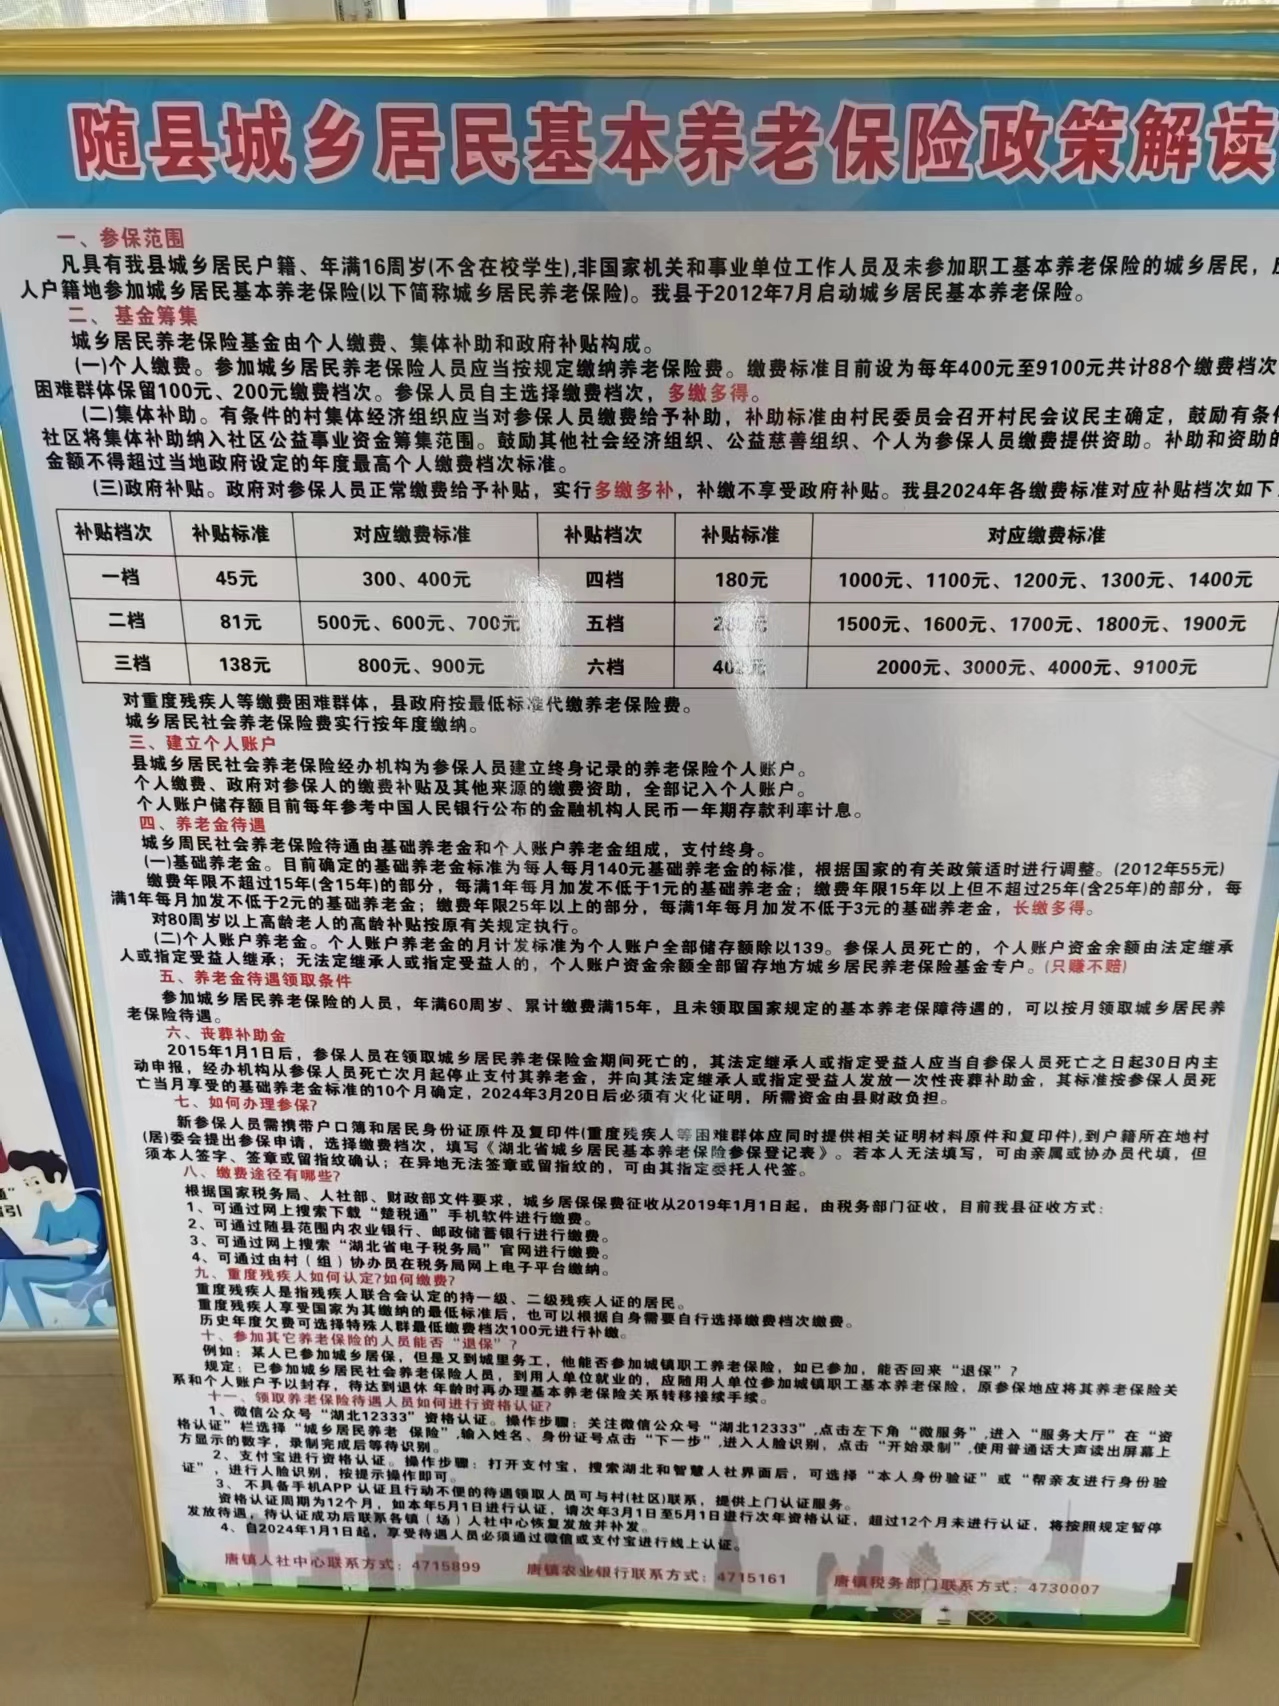 随县城乡居民基本养老保险政策解读
一、参保范围
凡具有我县城乡居民户籍、年满16周岁(不含在校学生),非国家机关和事业单位工作人员及未参加职工基本养老保险的城乡居民，
人户籍地参加城乡居民基本养老保险(以下简称城乡居民养老保险)。我县于2012年7月启动城乡居民基本养老保险。
二、基金筹集
城乡居民养老保险基金由个人缴费、集体补助和政府补贴构成。
(一)个人缴费。参加城乡居民养老保险人员应当按规定缴纳养老保险费。缴费标准目前设为每年400元至9100元共计88个缴费档次
困难群体保留100元、200元缴费档次。参保人员自主选择缴费档次，多缴多得。
(二)集体补助。有条件的村集体经济组织应当对参保人员缴费给予补助，补助标准由村民委员会召开村民会议民主确定，鼓励有条件
社区将集体补助纳入社区公益事业资金筹集范围。鼓励其他社会经济组织、公益慈善组织、个人为参保人员缴费提供资助。补助和资助的
金额不得超过当地政府设定的年度最高个人缴费档次标准。
(三)政府补贴。政府对参保人员正常缴费给予补贴，实行多缴多补，补缴不享受政府补贴。我县2024年各缴费标准对应补贴档次如下
补贴档次 补贴标准 对应缴费标准 补贴档次 补贴标准 对应缴费标准
一档 45元 300、400元 四档 180元 1000元、1100元、1200元、1300元、1400元
二档 81元 500元、600元、700元 五档 元 1500元、1600元、1700元、1800元、1900元
三档 138元 800元、900元 六档 元 2000元、3000元、4000元、9100元
对重度残疾人等缴费困难群体，县政府按最低标准代缴养老保险费。
城乡居民社会养老保险费实行按年度缴纳。
三、建立个人账户
县城乡居民社会养老保险经办机构为参保人员建立终身记录的养老保险个人账户。
个人缴费、政府对参保人的缴费补贴及其他来源的缴费资助，全部记入个人账户。
个人账户储存额目前每年参考中国人民银行公布的金融机构人民币一年期存款利率计息。
四、养老金待遇
城乡周民社会养老保险待遇由基础养老金和个人账户养老金组成，支付终身。
(一)基础养老金。目前确定的基础养老金标准为每人每月140元基础养老金的标准，根据国家的有关政策适时进行调整。(2012年55元)
缴费年限不超过15年(含15年)的部分，每满1年每月加发不低于1元的基础养老金；缴费年限15年以上但不超过25年(含25年)的部分，每
满1年每月加发不低于2元的基础养老金；缴费年限25年以上的部分，每满1年每月加发不低于3元的基础养老金，长缴多得。
对80周岁以上高龄老人的高龄补贴按原有关规定执行。
(二)个人账户养老金。个人账户养老金的月计发标准为个人账户全部储存额除以139。参保人员死亡的，个人账户资金余额由法定继承
人或指定受益人继承；无法定继承人或指定受益人的，个人账户资金余额全部留存地方城乡居民养老保险基金专户。(只赚不赔)
五、养老金待遇领取条件
参加城乡居民养老保险的人员，年满60周岁、累计缴费满15年，且未领取国家规定的基本养老保障待遇的，可以按月领取城乡居民养
老保险待遇。
六、丧葬补助金
2015年1月1日后，参保人员在领取城乡居民养老保险金期间死亡的，其法定继承人或指定受益人应当自参保人员死亡之日起30日内主
动申报，经办机构从参保人员死亡次月起停止支付其养老金，并向其法定继承人或指定受益人发放一次性丧葬补助金，其标准按参保人员死
亡当月享受的基础养老金标准的10个月确定，2024年3月20日后必须有火化证明，所需资金由县财政负担。
七、如何办理参保?
新参保人员需携带户口簿和居民身份证原件及复印件(重度残疾人等困难群体应同时提供相关证明材料原件和复印件),到户籍所在地村
(居)委会提出参保申请，选择缴费档次，填写《湖北省城乡居民基本养老保险参保登记表》。若本人无法填写，可由亲属或协办员代填，但
须本人签字、签章或留指纹确认；在异地无法签章或留指纹的，可由其指定委托人代签。
八、缴费途径有哪些?
根据国家税务局、人社部、财政部文件要求，城乡居保保费征收从2019年1月1日起，由税务部门征收，目前我县征收方式：
1、可通过网上搜索下载“楚税通”手机软件进行缴费。
2、可通过随县范围内农业银行、邮政储蓄银行进行缴费。
3、可通过网上搜索“湖北省电子税务局”官网进行缴费。
4、可通过由村（组）协办员在税务局网上电子平台缴纳。
九、重度残疾人如何认定?如何缴费?
重度残疾人是指残疾人联合会认定的持一级、二级残疾人证的居民。
重度残疾人享受国家为其缴纳的最低标准后，也可以根据自身需要自行选择缴费档次缴费。
历史年度欠费可选择特殊人群最低缴费档次100元进行补缴。
十、参加其它养老保险的人员能否“退保”?
例如：某人已参加城乡居保，但是又到城里务工，他能否参加城镇职工养老保险，如已参加，能否回来“退保”?
规定：已参加城乡居民社会养老保险人员，到用人单位就业的，应随用人单位参加城镇职工基本养老保险，原参保地应将其养老保险关
系和个人账户予以封存，待达到退休年龄时再办理基本养老保险关系转移接续手续。
十一、领取养老保险待遇人员如何进行资格认证?
1、微信公众号“湖北12333”资格认证。操作步骤：关注微信公众号“湖北12333”,点击左下角“微服务”,进入“服务大厅”在“资
格认证”栏选择“城乡居民养老 保险”,输入姓名、身份证号点击“下一步”,进入人脸识别，点击“开始录制”,使用普通话大声读出屏幕上
方显示的数字，录制完成后等待识别。
2、支付宝进行资格认证。操作步骤：打开支付宝，搜索湖北和智慧人社界面后，可选择“本人身份验证”或“帮亲友进行身份验
证”，进行人脸识别，按提示操作即可。
3、不具备手机APP认证且行动不便的待遇领取人员可与村(社区)联系，提供上门认证服务。
资格认证周期为12个月，如本年5月1日进行认证，请次年3月1日至5月1日进行次年资格认证，超过12个月未进行认证，将按照规定暂停
发放待遇，待认证成功后联系各镇（场）人社中心恢复发放并补发。
4、自2024年1月1日起，享受待遇人员必须通过微信或支付宝进行线上认证。
唐镇人社中心联系方式：4715899 唐镇农业银行联系方式：4715161 唐镇税务部门联系方式：4730007